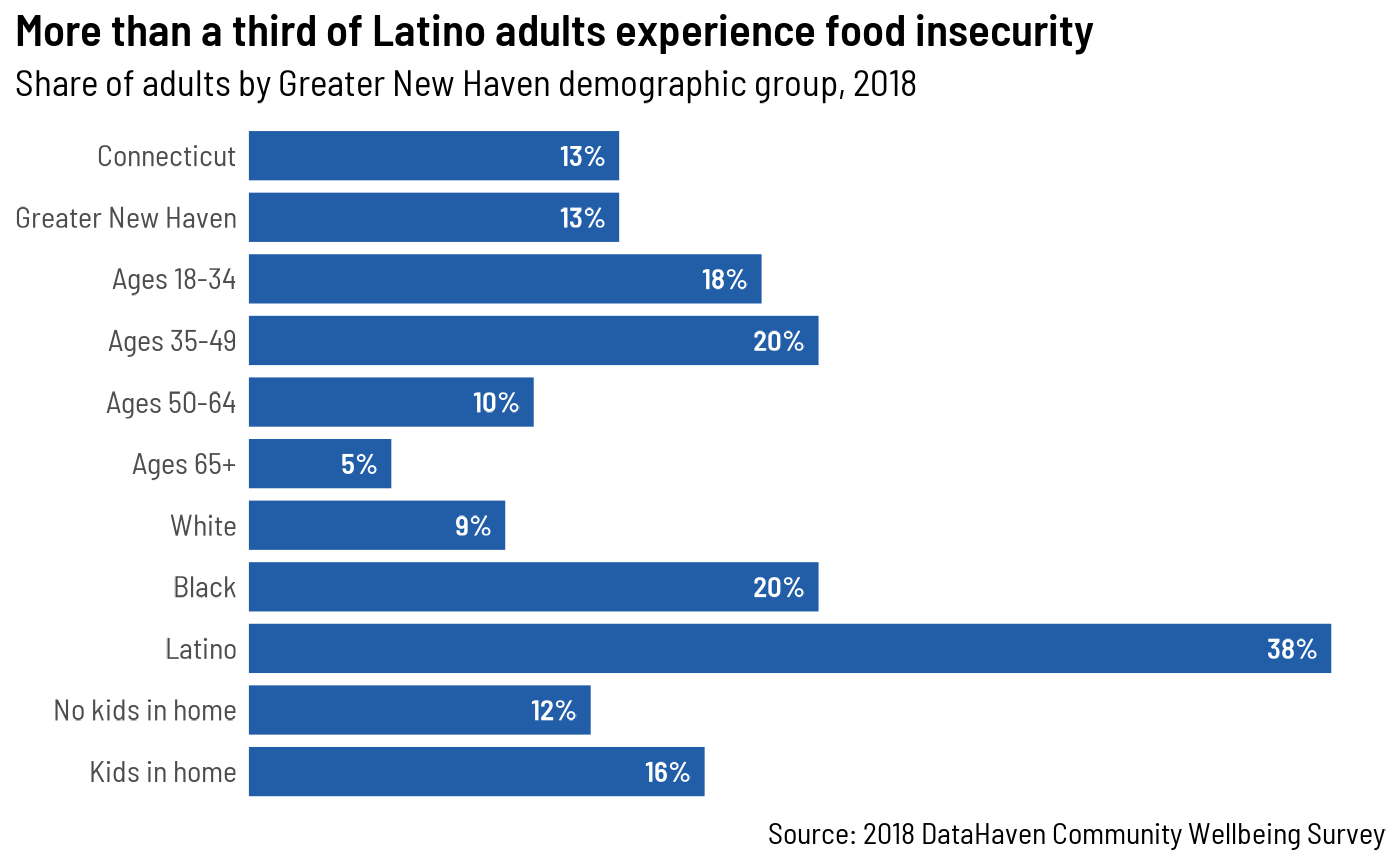 More than a third of Latino adults experience food insecurity
Share of adults by Greater New Haven demographic group, 2018
Connecticut 13%
Greater New Haven 13%
Ages 18-34 18%
Ages 35-49 20%
Ages 50-64 10%
Ages 65+ 5%
White 9%
Black 20%
Latino 38%
No kids in home 12%
Kids in home 16%
Source: 2018 DataHaven Community Wellbeing Survey